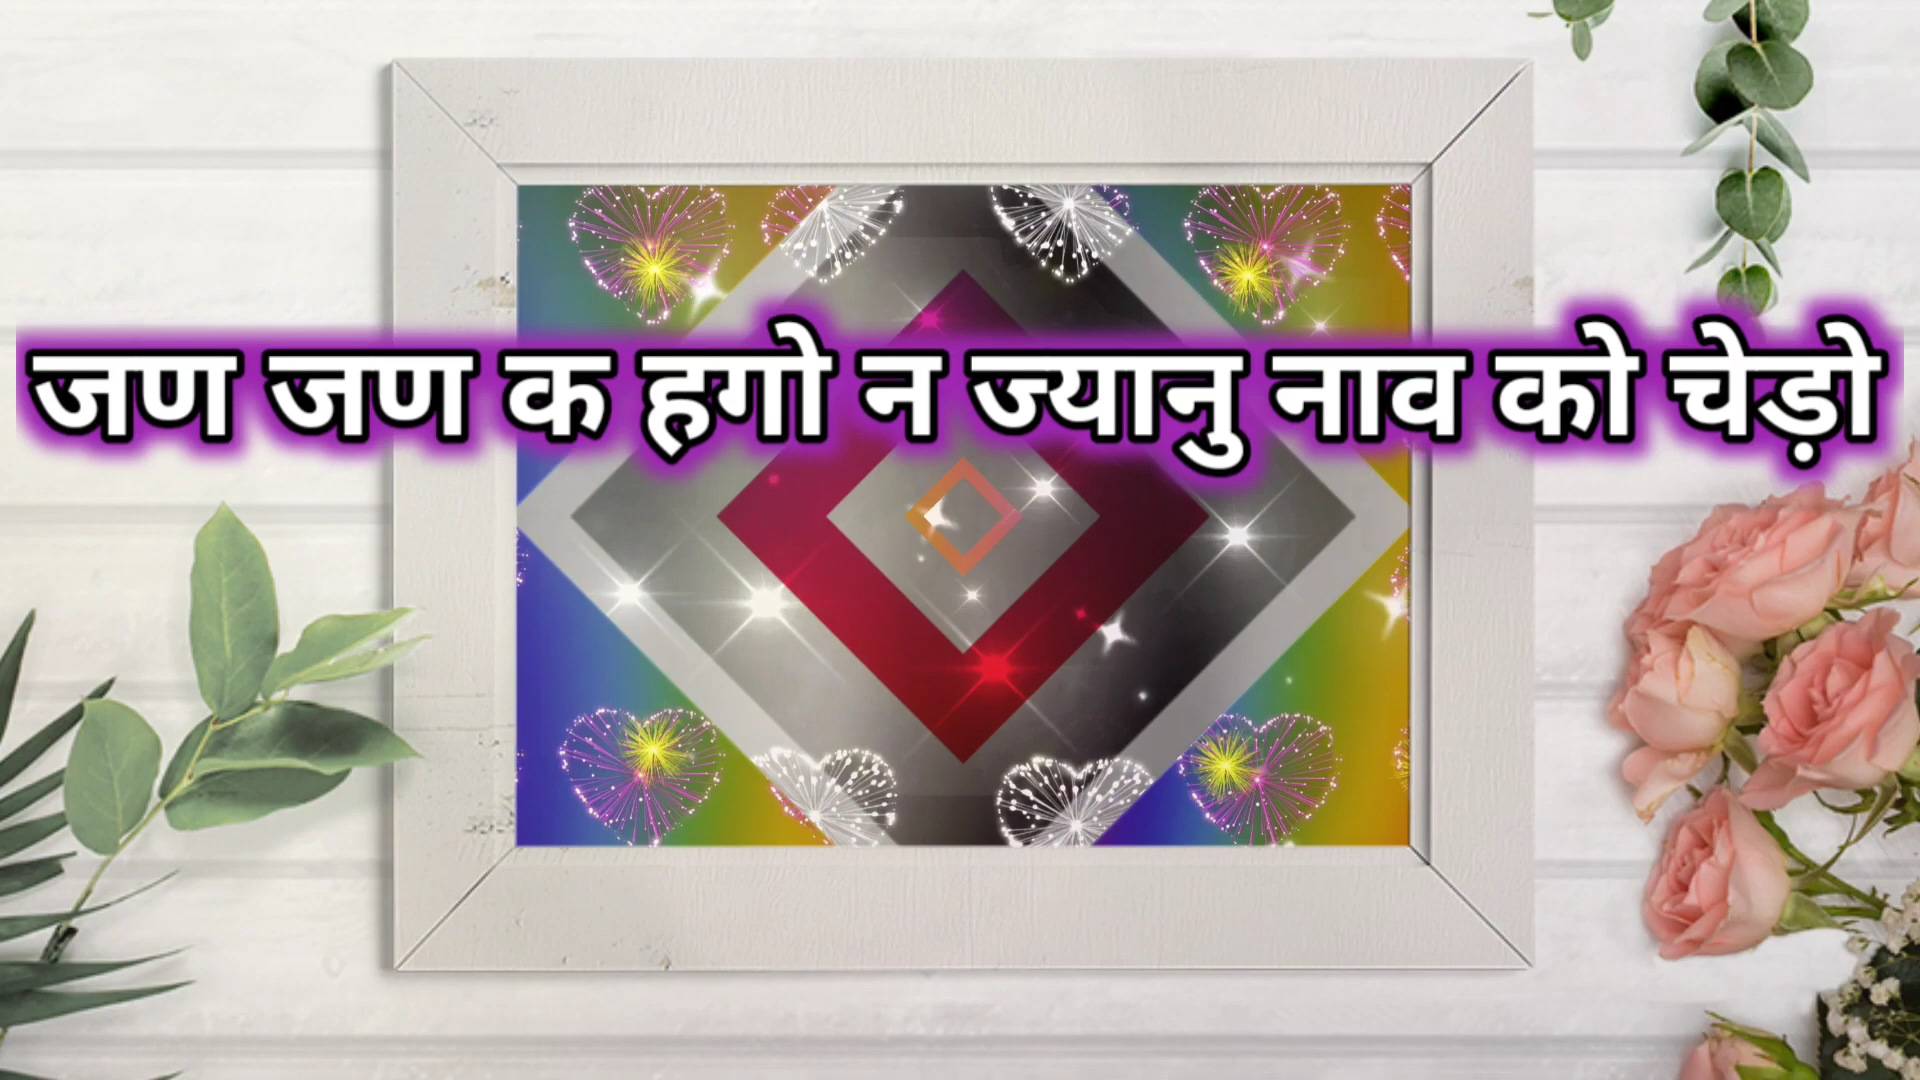 जण जण क हगो न ज्यानु नाव को चेड़ो